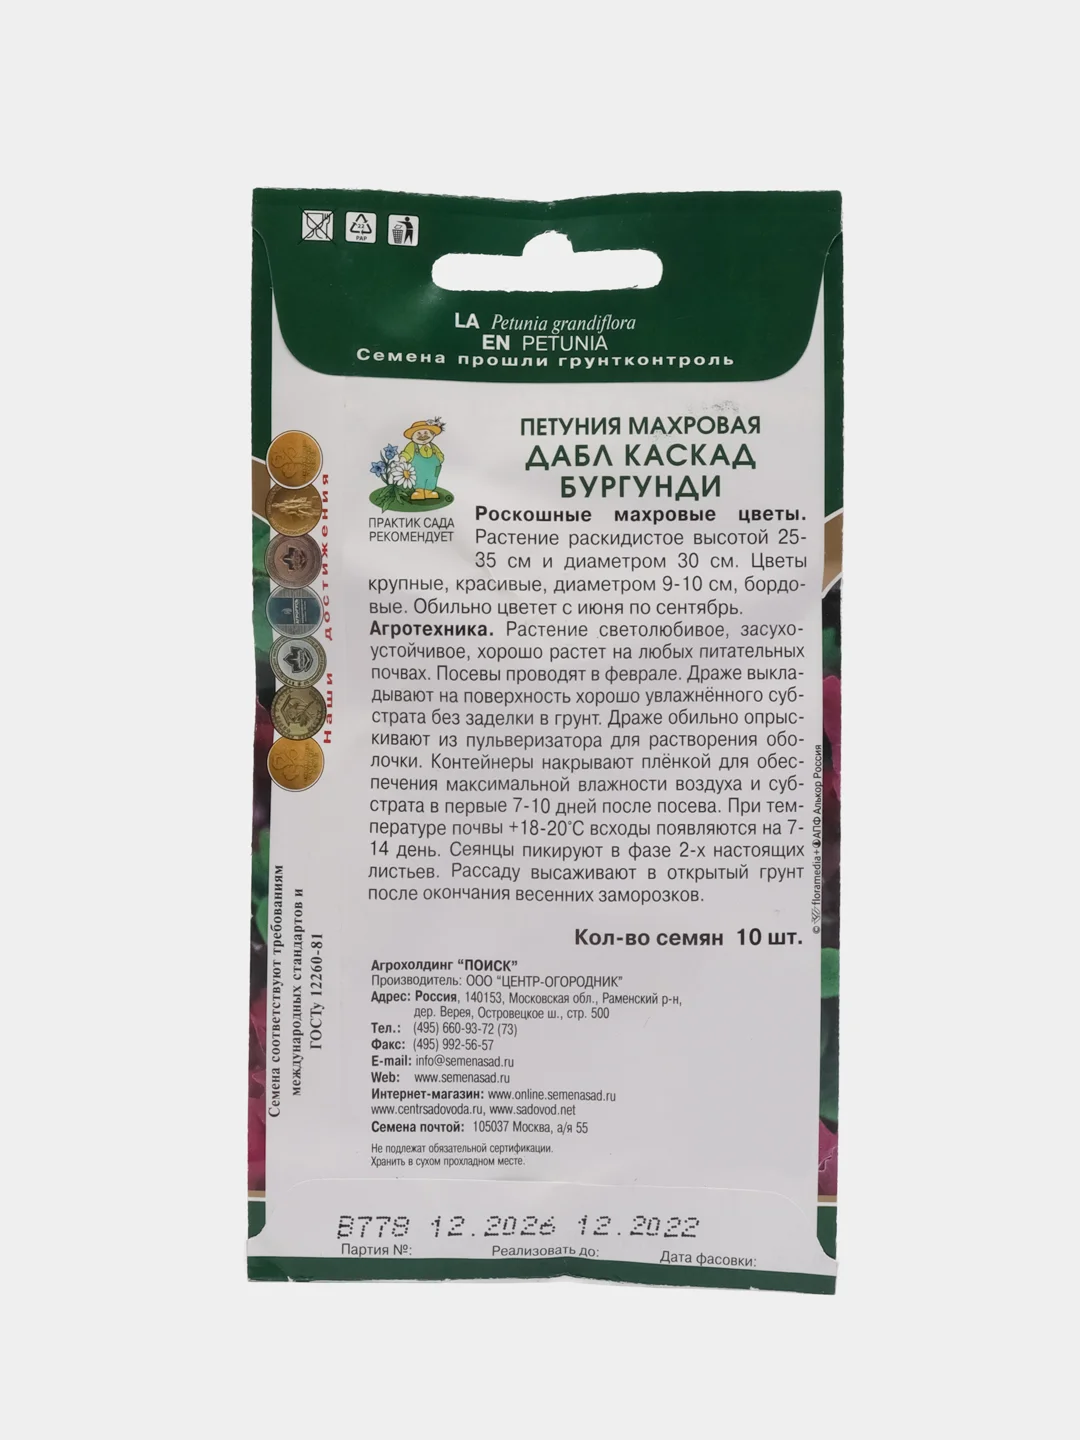 22
PAP
LA Petunia grandiflora
EN PETUNIA
Семена прошли грунтконтроль
ПЕТУНИЯ МАХРОВАЯ
ДАБЛ КАСКАД
БУРГУНДИ
ПРАКТИК САДА
РЕКОМЕНДУЕТ
Роскошные махровые цветы.
Растение раскидистое высотой 25-
35 см и диаметром 30 см. Цветы
крупные, красивые, диаметром 9-10 см, бордо-
вые. Обильно цветет с июня по сентябрь.
Агротехника. Растение светолюбивое, засухо-
устойчивое, хорошо растет на любых питательных
почвах. Посевы проводят в феврале. Драже выкла-
дывают на поверхность хорошо увлажнённого суб-
страта без заделки в грунт. Драже обильно опрыс-
кивают из пульверизатора для растворения обо-
лочки. Контейнеры накрывают плёнкой для обес-
печения максимальной влажности воздуха и суб-
страта в первые 7-10 дней после посева. При тем-
пературе почвы +18-20°С всходы появляются на 7-
14 день. Сеянцы пикируют в фазе 2-х настоящих
листьев. Рассаду высаживают в открытый грунт
после окончания весенних заморозков.
Кол-во семян 10 шт.
наши достижения
Семена соответствуют требованиям
международных стандартов и
ГОСТу 12260-81
floramedia + АПФ Алькор Россия
Агрохолдинг "ПОИСК"
Производитель: ООО "ЦЕНТР-ОГОРОДНИК"
Адрес: Россия, 140153, Московская обл., Раменский р-н,
дер. Верея, Островецкое ш., стр. 500
Тел.: (495) 660-93-72 (73)
Факс: (495) 992-56-57
E-mail: info@semenasad.ru
Web: www.semenasad.ru
Интернет-магазин: www.online.semenasad.ru
www.centrsadovoda.ru, www.sadovod.net
Семена почтой: 105037 Москва, а/я 55
Не подлежат обязательной сертификации.
Хранить в сухом прохладном месте.
В778 12.2026 12.2022
Партия №: Реализовать до: Дата фасовки: